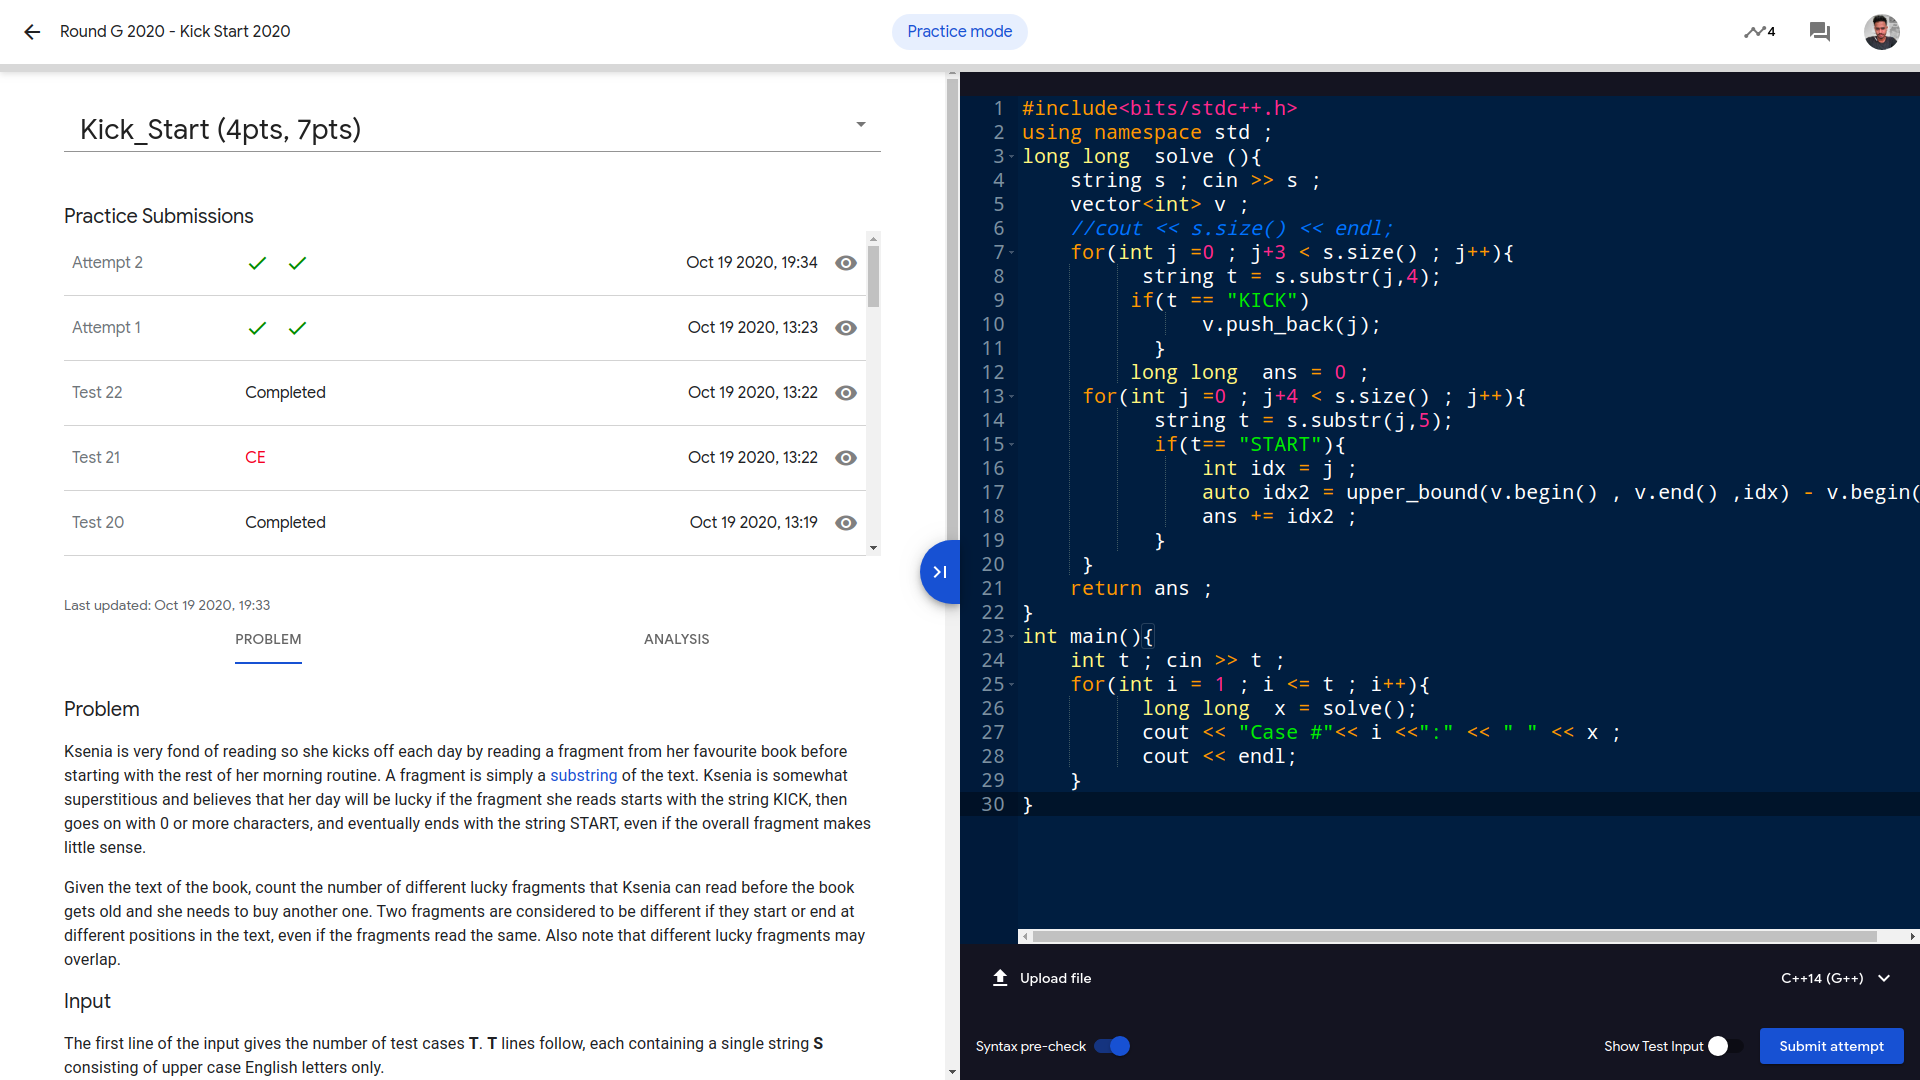 Round G 2020 - Kick Start 2020
Practice mode
4
Kick_Start (4pts, 7pts)
Practice Submissions
Attempt 2 Oct 19 2020, 19:34
Attempt 1 Oct 19 2020, 13:23
Test 22 Completed Oct 19 2020, 13:22
Test 21 CE Oct 19 2020, 13:22
Test 20 Completed Oct 19 2020, 13:19
Last updated: Oct 19 2020, 19:33
PROBLEM ANALYSIS
Problem
Ksenia is very fond of reading so she kicks off each day by reading a fragment from her favourite book before
starting with the rest of her morning routine. A fragment is simply a substring of the text. Ksenia is somewhat
superstitious and believes that her day will be lucky if the fragment she reads starts with the string KICK, then
goes on with 0 or more characters, and eventually ends with the string START, even if the overall fragment makes
little sense.
Given the text of the book, count the number of different lucky fragments that Ksenia can read before the book
gets old and she needs to buy another one. Two fragments are considered to be different if they start or end at
different positions in the text, even if the fragments read the same. Also note that different lucky fragments may
overlap.
Input
The first line of the input gives the number of test cases T. T lines follow, each containing a single string S
consisting of upper case English letters only.
1 #include<bits/stdc++.h>
2 using namespace std ;
3 long long  solve (){
4     string s ; cin >> s ;
5     vector<int> v ;
6     //cout << s.size() << endl;
7     for(int j =0 ; j+3 < s.size() ; j++){
8           string t = s.substr(j,4);
9          if(t == "KICK")
10                v.push_back(j);
11            }
12          long long  ans = 0 ;
13      for(int j =0 ; j+4 < s.size() ; j++){
14            string t = s.substr(j,5);
15            if(t== "START"){
16                int idx = j ;
17                auto idx2 = upper_bound(v.begin() , v.end() ,idx) - v.begin(
18                ans += idx2 ;
19            }
20      }
21     return ans ;
22 }
23 int main(){
24     int t ; cin >> t ;
25     for(int i = 1 ; i <= t ; i++){
26           long long  x = solve();
27           cout << "Case #"<< i <<":" << " " << x ;
28           cout << endl;
29     }
30 }
Upload file
C++14 (G++)
Syntax pre-check
Show Test Input
Submit attempt